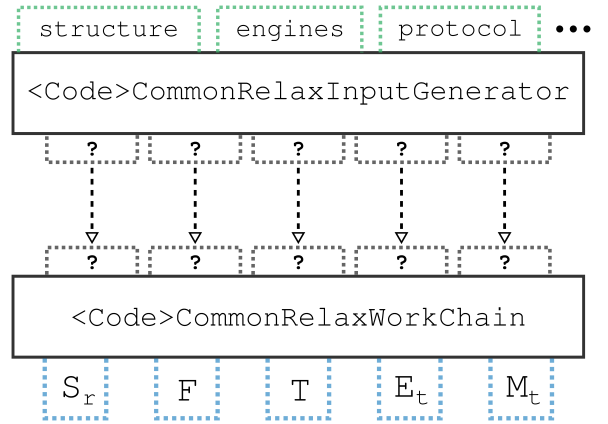 structure engines protocol •••
<Code>CommonRelaxInputGenerator
? ? ? ? ?
? ? ? ? ?
<Code>CommonRelaxWorkChain
Sᵣ F T Eₜ Mₜ